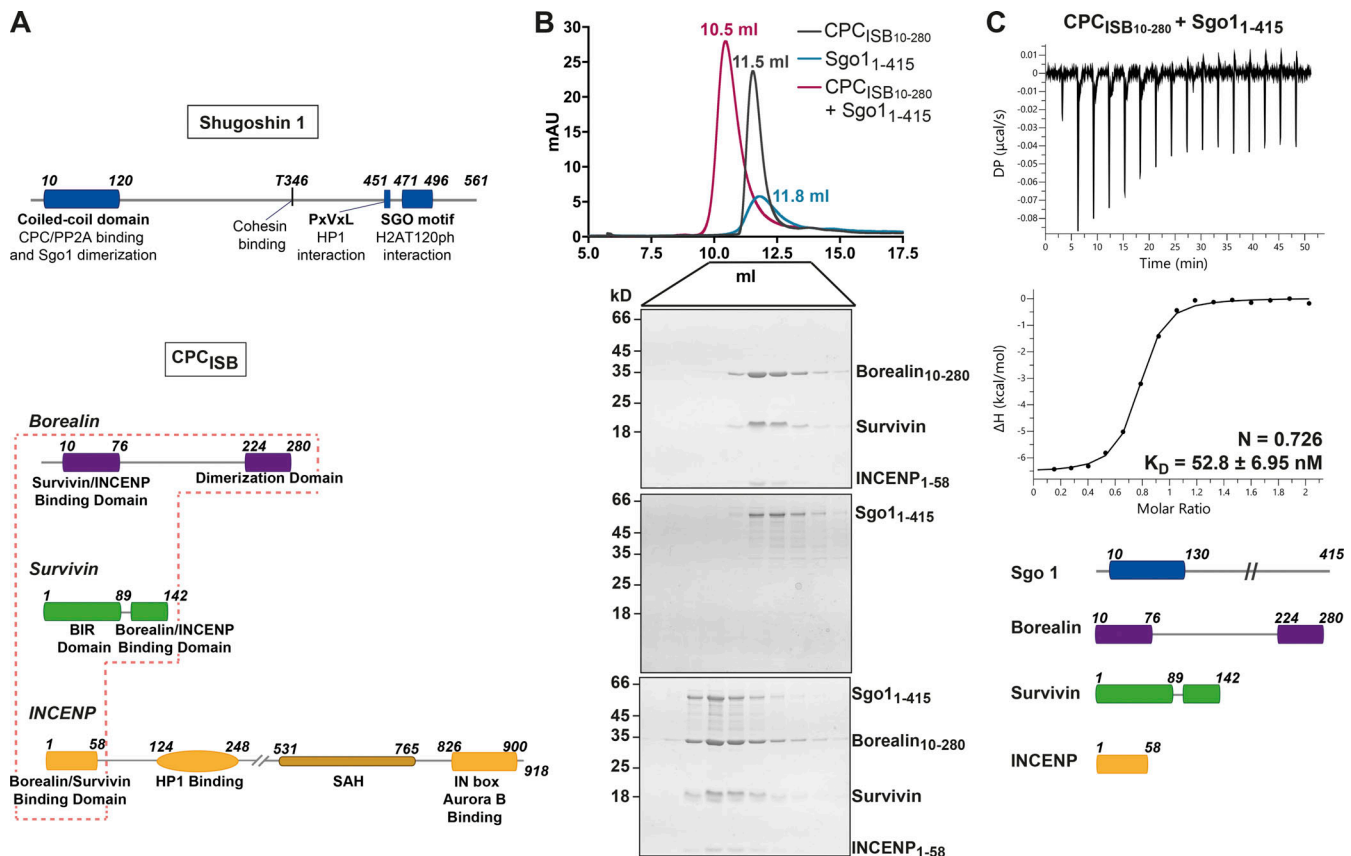 A
Shugoshin 1
10 120 T346 451 471 496 561
Coiled-coil domain
CPC/PP2A binding
and Sgo1 dimerization
Cohesin
binding
PxVxL
HP1
interaction
SGO motif
H2AT120ph
interaction
CPCISB
Borealin
10 76 224 280
Survivin/INCENP
Binding Domain
Dimerization Domain
Survivin
1 89 142
BIR
Domain
Borealin/INCENP
Binding Domain
INCENP
1 58 124 248 531 765 826 900
918
Borealin/Survivin
Binding Domain
HP1 Binding
SAH
IN box
Aurora B
Binding
B
mAU
30
25
20
15
10
5
0
5.0 7.5 10.0 12.5 15.0 17.5
ml
10.5 ml
11.5 ml
11.8 ml
CPCISB10-280
Sgo11-415
CPCISB10-280
+ Sgo11-415
kD
66
45
35
25
18
Borealin10-280
Survivin
INCENP1-58
66
45
35
25
18
Sgo11-415
66
45
35
25
18
Sgo11-415
Borealin10-280
Survivin
INCENP1-58
C
CPCISB10-280 + Sgo11-415
DP (µcal/s)
0.01
0
-0.01
-0.02
-0.03
-0.04
-0.05
-0.06
-0.07
-0.08
0 5 10 15 20 25 30 35 40 45 50
Time (min)
ΔH (kcal/mol)
0
-1
-2
-3
-4
-5
-6
0 0.2 0.4 0.6 0.8 1.0 1.2 1.4 1.6 1.8 2
Molar Ratio
N = 0.726
KD = 52.8 ± 6.95 nM
Sgo 1
10 130 415
Borealin
10 76 224 280
Survivin
1 89 142
INCENP
1 58